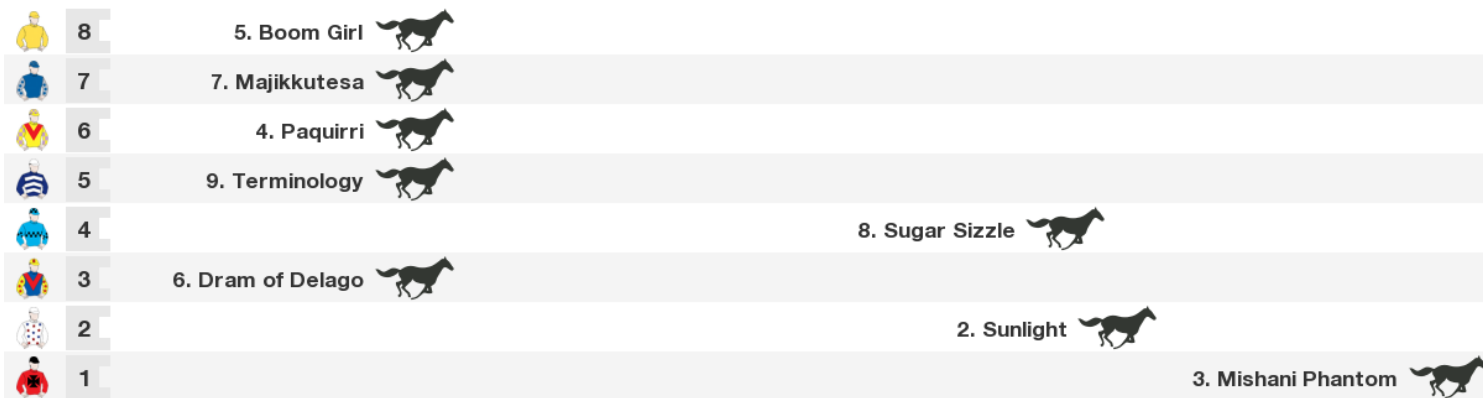 8 5. Boom Girl
7 7. Majikkutesa
6 4. Paquirri
5 9. Terminology
4 8. Sugar Sizzle
3 6. Dram of Delago
2 2. Sunlight
1 3. Mishani Phantom